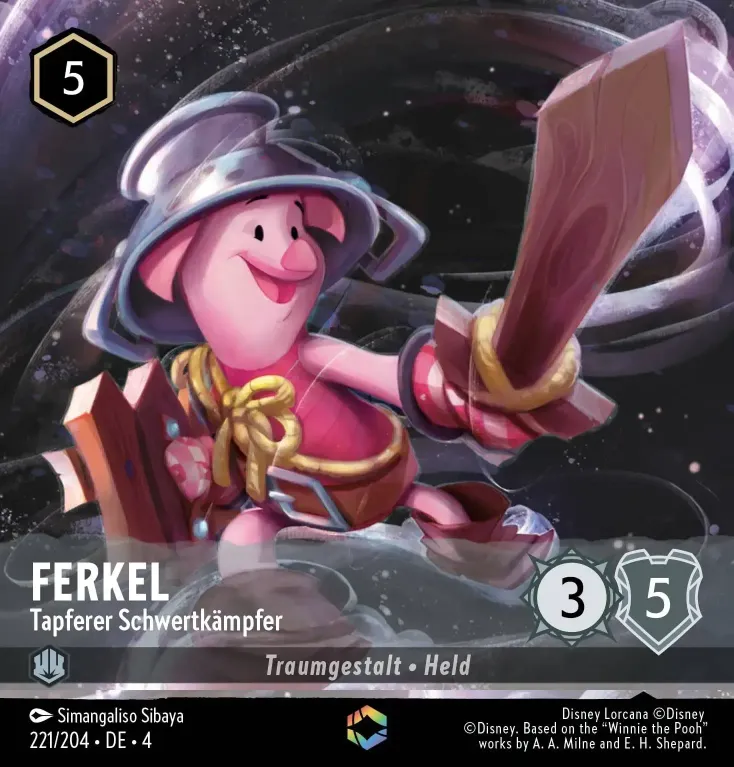 5
FERKEL
Tapferer Schwertkämpfer
3
5
Traumgestalt • Held
Simangaliso Sibaya
221/204 • DE • 4
Disney Lorcana ©Disney
©Disney. Based on the “Winnie the Pooh”
works by A. A. Milne and E. H. Shepard.